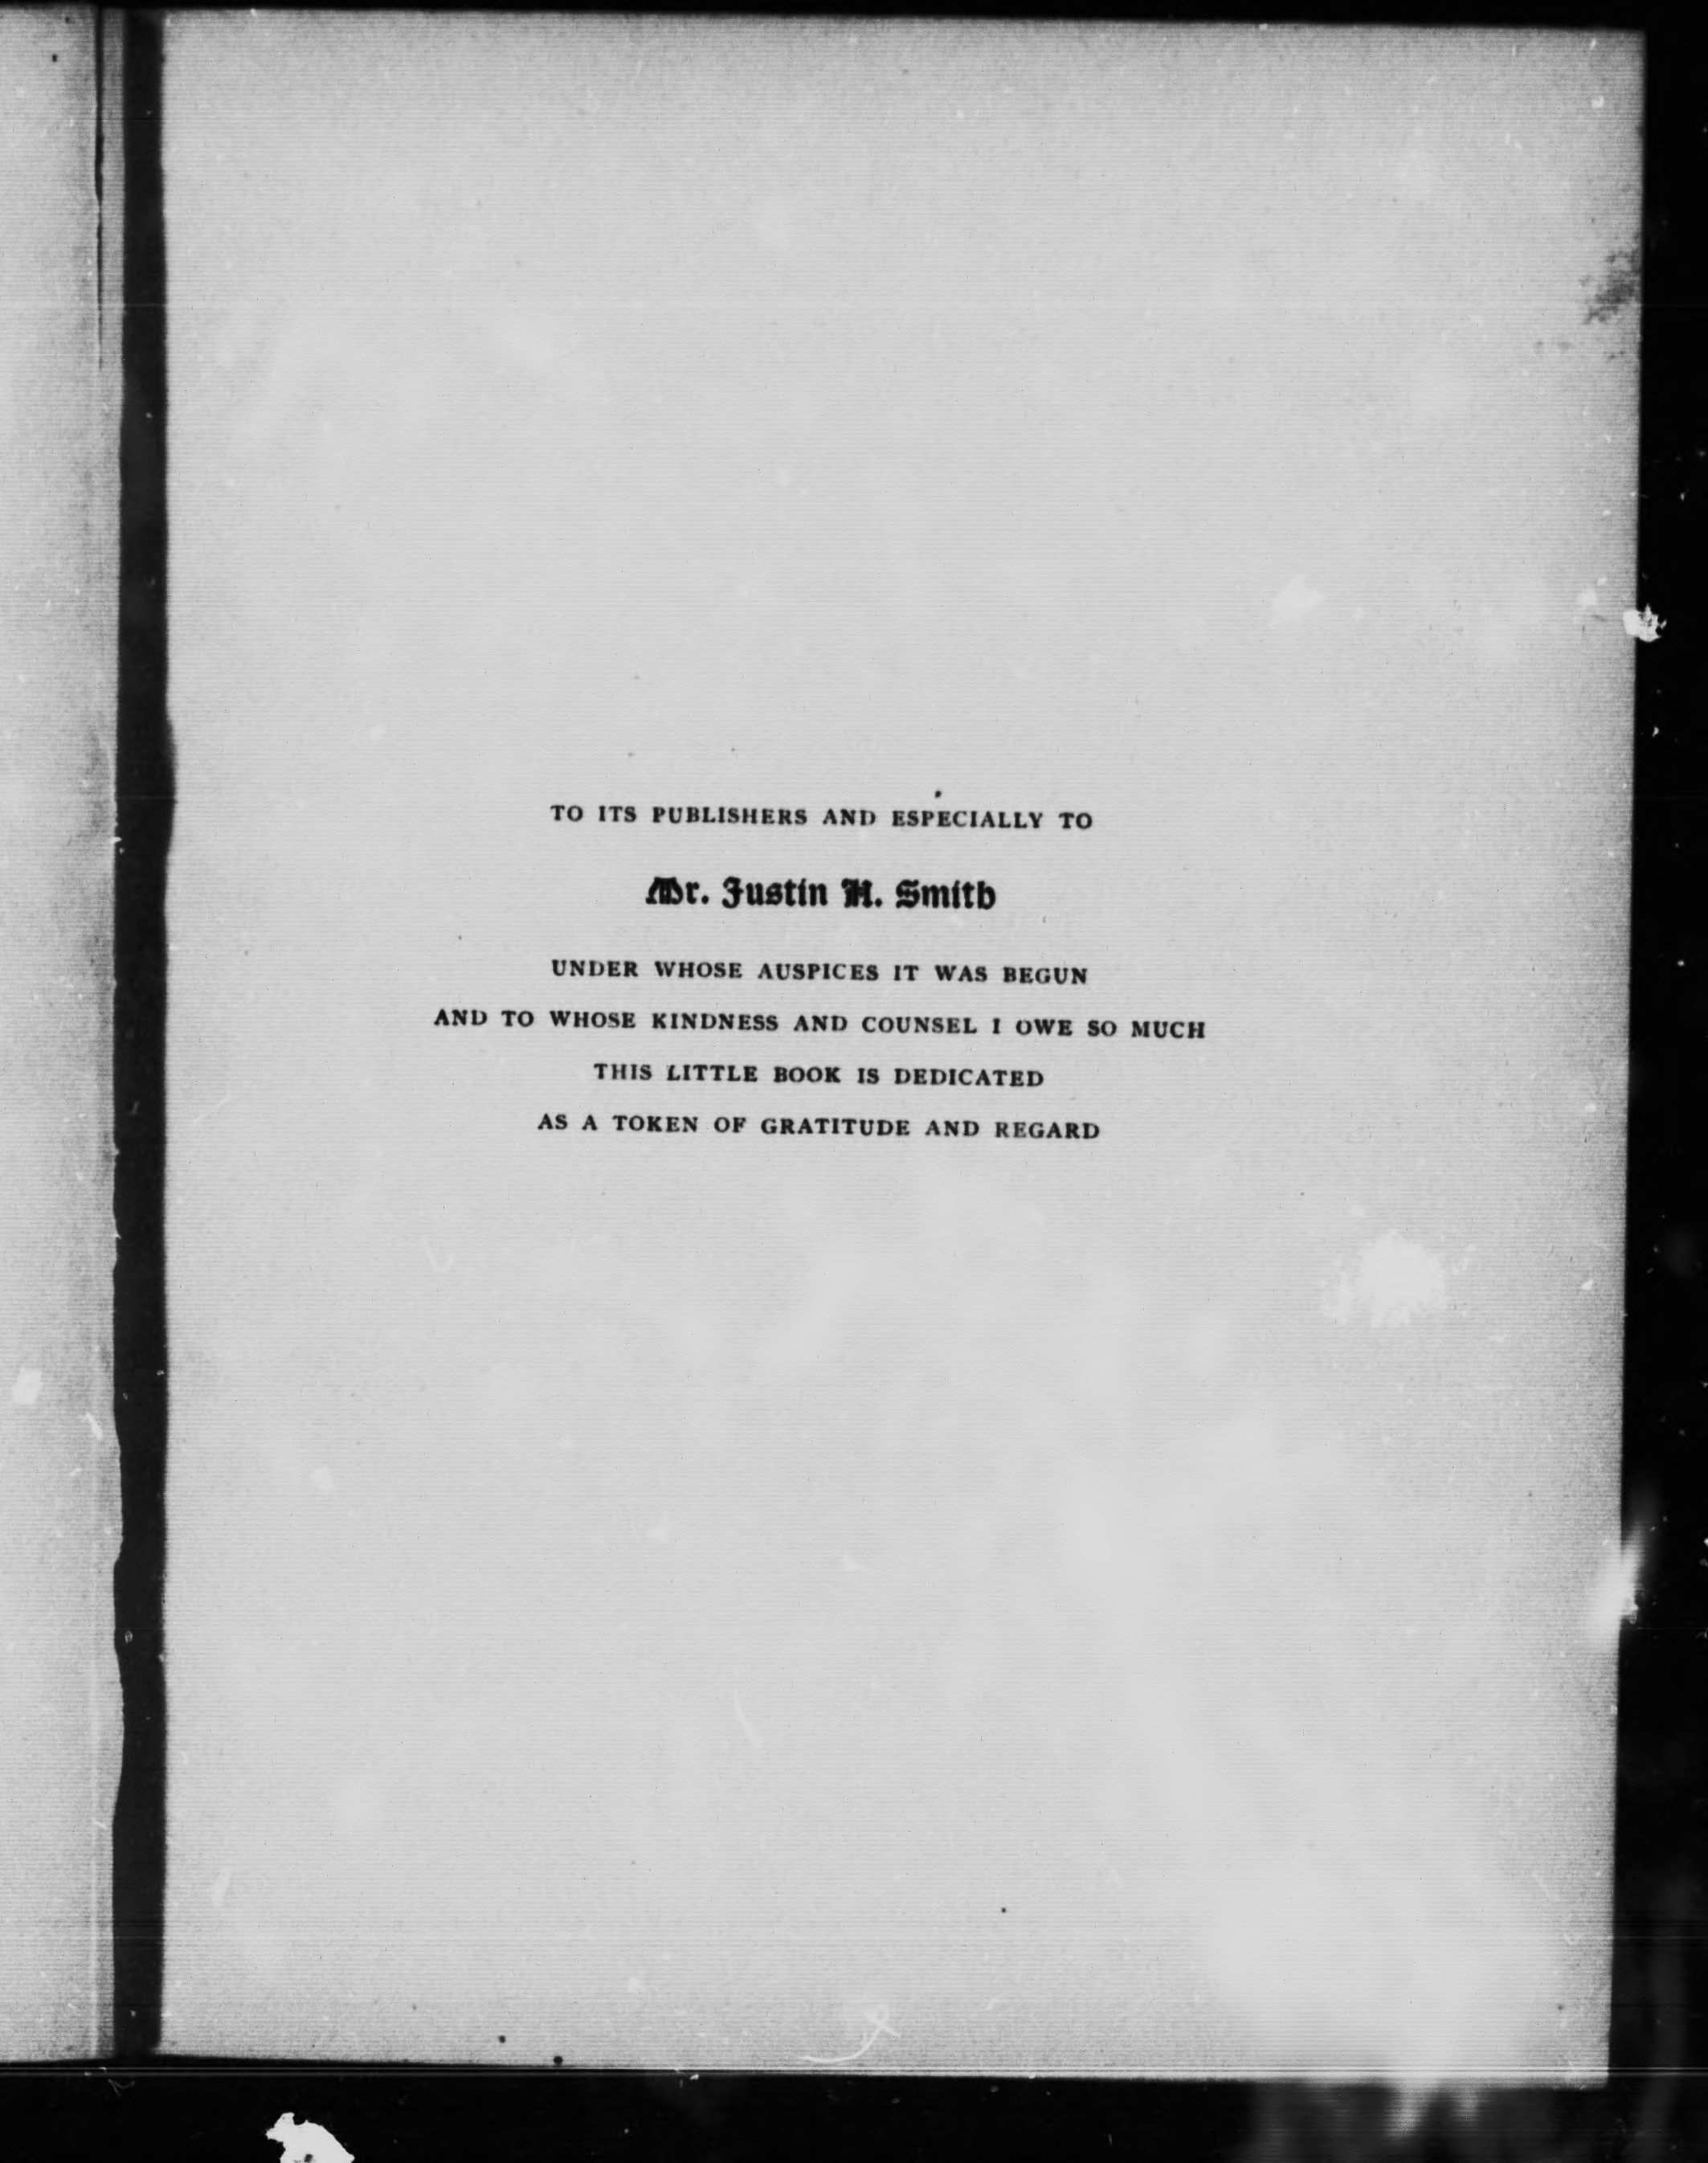 TO ITS PUBLISHERS AND ESPECIALLY TO
Mr. Justin H. Smith
UNDER WHOSE AUSPICES IT WAS BEGUN
AND TO WHOSE KINDNESS AND COUNSEL I OWE SO MUCH
THIS LITTLE BOOK IS DEDICATED
AS A TOKEN OF GRATITUDE AND REGARD